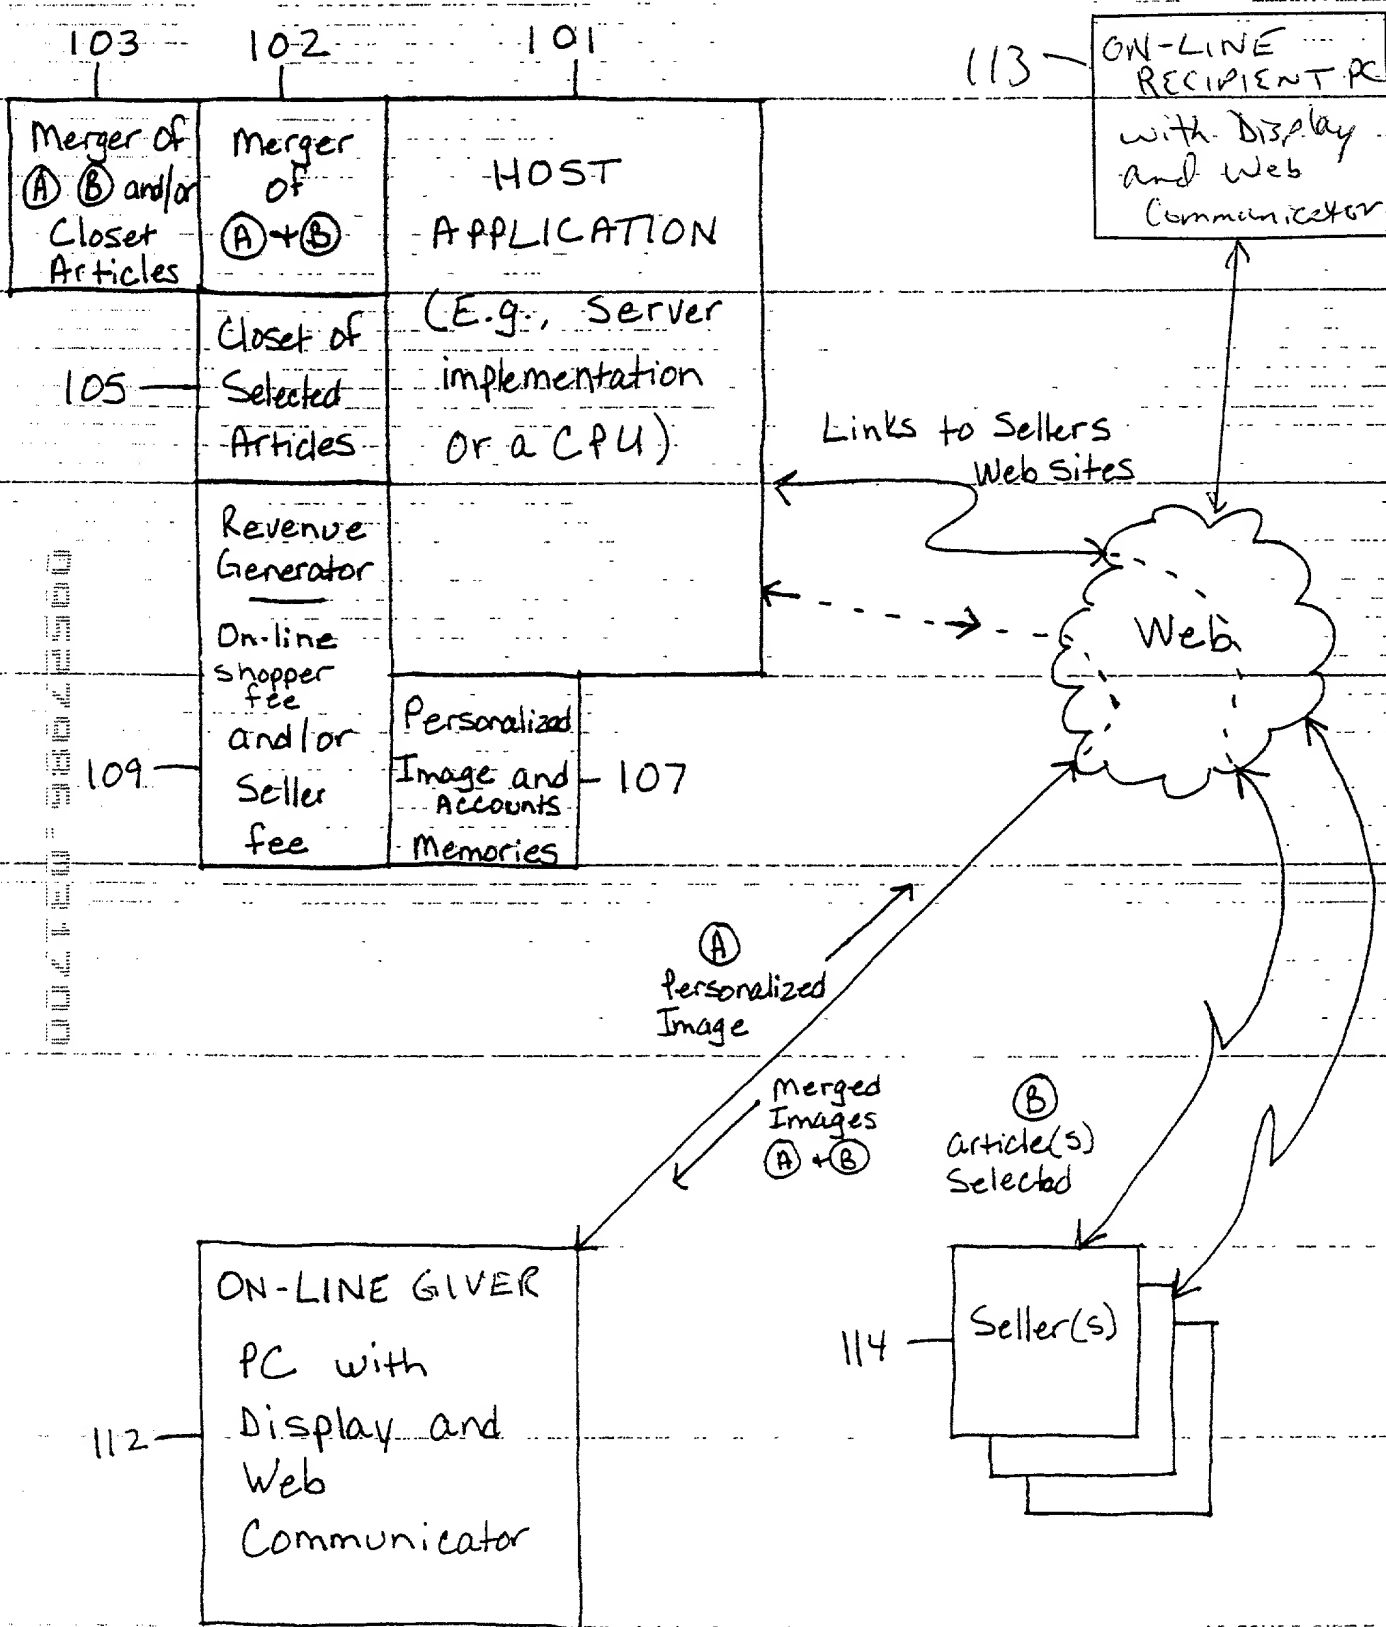 103
102
101
Merger of
Ⓐ Ⓑ and/or
Closet
Articles
Merger
of
Ⓐ+Ⓑ
HOST
APPLICATION
(E.g., Server
implementation
or a CPU)
113
ON-LINE
RECIPIENT PC
with Display
and Web
Communicator
105
Closet of
Selected
Articles
Links to Sellers
Web Sites
Revenue
Generator
On-line
shopper
fee
and/or
Seller
fee
109
Personalized
Image and
Accounts
Memories
107
Web
Ⓐ
Personalized
Image
Merged
Images
Ⓐ+Ⓑ
Ⓑ
article(s)
Selected
ON-LINE GIVER
PC with
Display and
Web
Communicator
112
Seller(s)
114